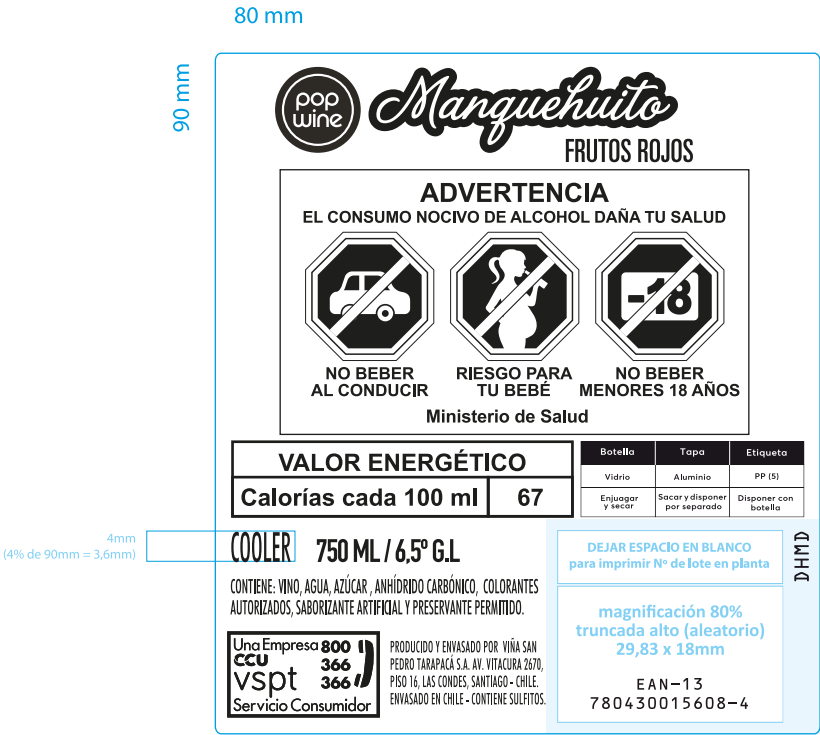 80 mm
90 mm
pop
wine
Manquehuito
FRUTOS ROJOS
ADVERTENCIA
EL CONSUMO NOCIVO DE ALCOHOL DAÑA TU SALUD
-18
NO BEBER
AL CONDUCIR
RIESGO PARA
TU BEBÉ
NO BEBER
MENORES 18 AÑOS
Ministerio de Salud
VALOR ENERGÉTICO
Calorías cada 100 ml 67
Botella Tapa Etiqueta
Vidrio Aluminio PP (5)
Enjuagar
y secar
Sacar y disponer
por separado
Disponer con
botella
4mm
(4% de 90mm = 3,6mm)
COOLER 750 ML / 6,5º G.L
CONTIENE: VINO, AGUA, AZÚCAR , ANHÍDRIDO CARBÓNICO, COLORANTES
AUTORIZADOS, SABORIZANTE ARTIFICIAL Y PRESERVANTE PERMITIDO.
Una Empresa 800
CCU 366
vspt 366
Servicio Consumidor
PRODUCIDO Y ENVASADO POR VIÑA SAN
PEDRO TARAPACÁ S.A. AV. VITACURA 2670,
PISO 16, LAS CONDES, SANTIAGO - CHILE.
ENVASADO EN CHILE - CONTIENE SULFITOS.
DEJAR ESPACIO EN BLANCO
para imprimir Nº de lote en planta
DHMD
magnificación 80%
truncada alto (aleatorio)
29,83 x 18mm
EAN-13
780430015608-4